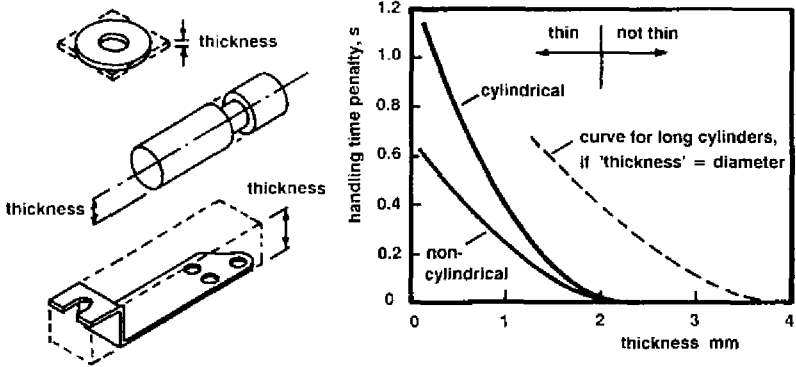 thickness
thickness
thickness
handling time penalty, s
1.2
1.0
0.8
0.6
0.4
0.2
0
thin
not thin
cylindrical
curve for long cylinders,
if 'thickness' = diameter
non-
cylindrical
0
1
2
3
4
thickness mm